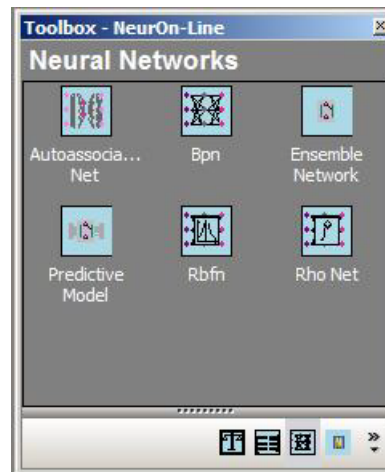 Toolbox - NeurOn-Line
Neural Networks
Autoassocia...
Net
Bpn
Ensemble
Network
Predictive
Model
Rbfn
Rho Net